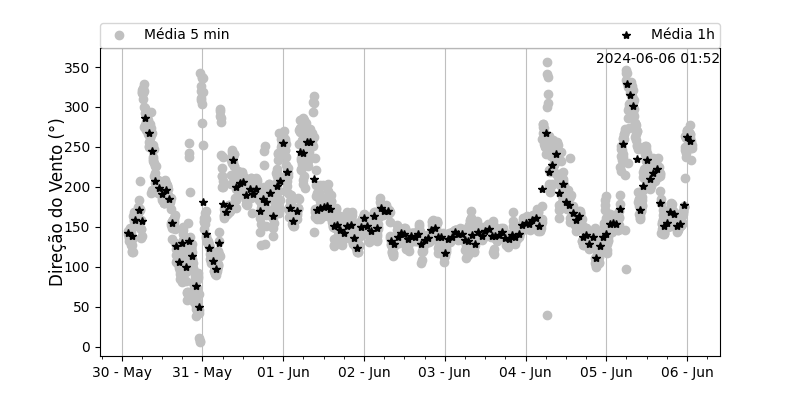 Média 5 min
Média 1h
2024-06-06 01:52
Direção do Vento (°)
350
300
250
200
150
100
50
0
30 - May
31 - May
01 - Jun
02 - Jun
03 - Jun
04 - Jun
05 - Jun
06 - Jun